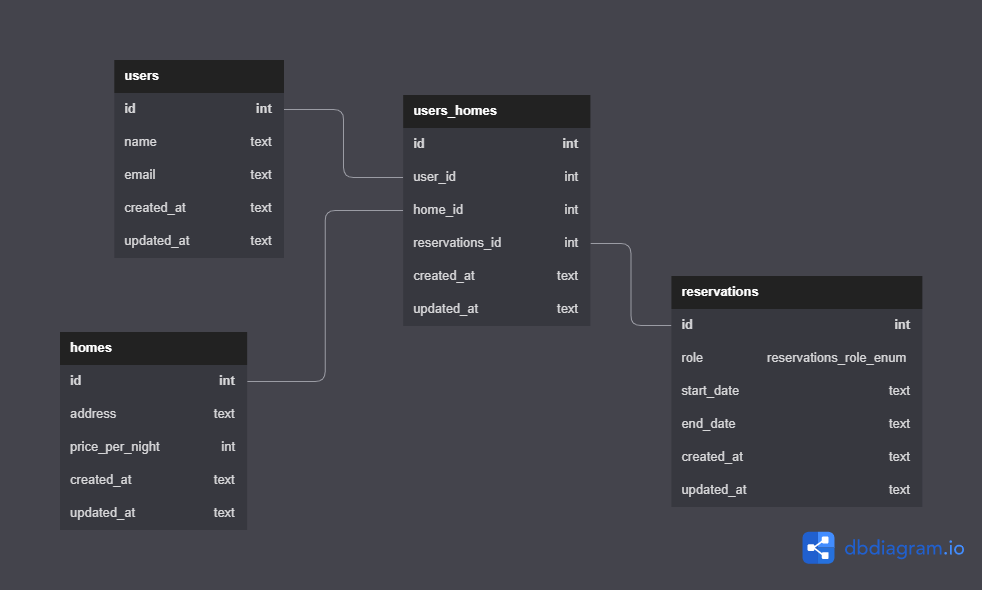 users
id int
name text
email text
created_at text
updated_at text
users_homes
id int
user_id int
home_id int
reservations_id int
created_at text
updated_at text
homes
id int
address text
price_per_night int
created_at text
updated_at text
reservations
id int
role reservations_role_enum
start_date text
end_date text
created_at text
updated_at text
dbdiagram.io